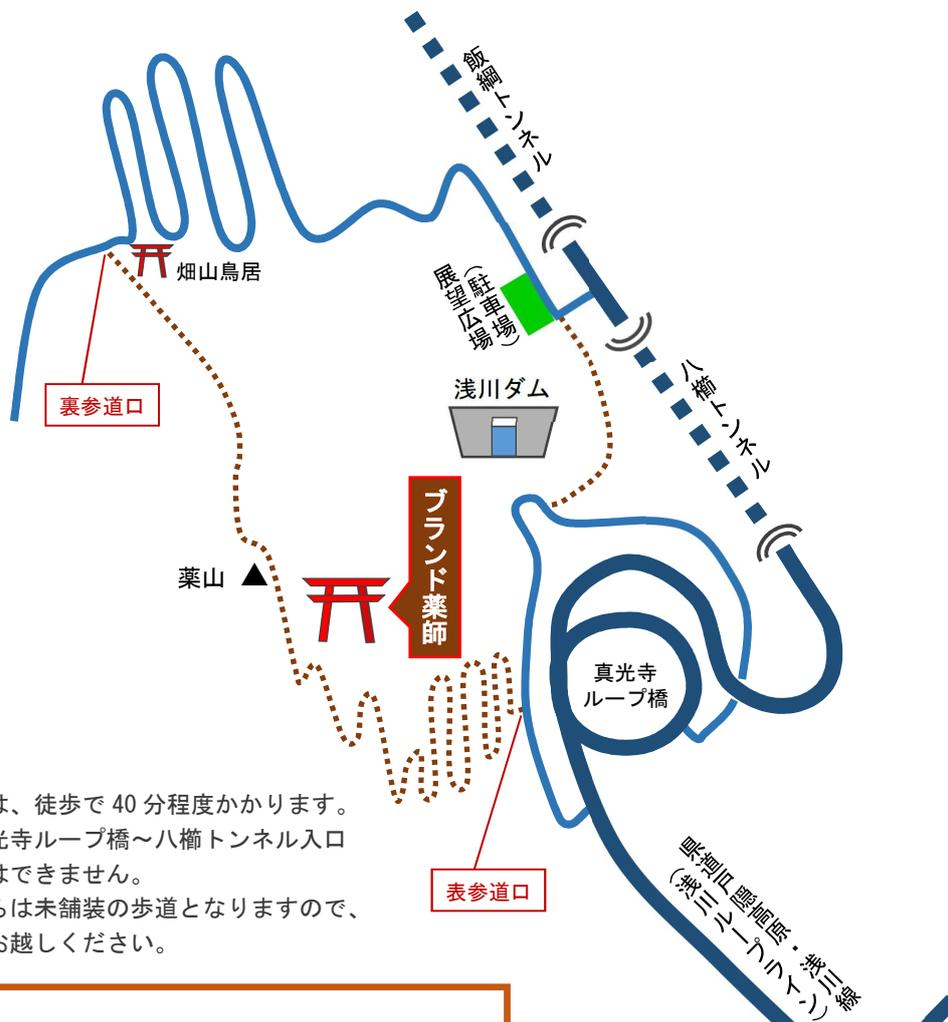 飯綱トンネル
畑山鳥居
展望広場
（駐車場）
裏参道口
浅川ダム
八櫛トンネル
ブランド薬師
薬山
真光寺
ループ橋
は、徒歩で 40 分程度かかります。
光寺ループ橋～八櫛トンネル入口
はできません。
らは未舗装の歩道となりますので、
お越しください。
表参道口
県道戸隠高原・浅川線
（浅川ループライン）